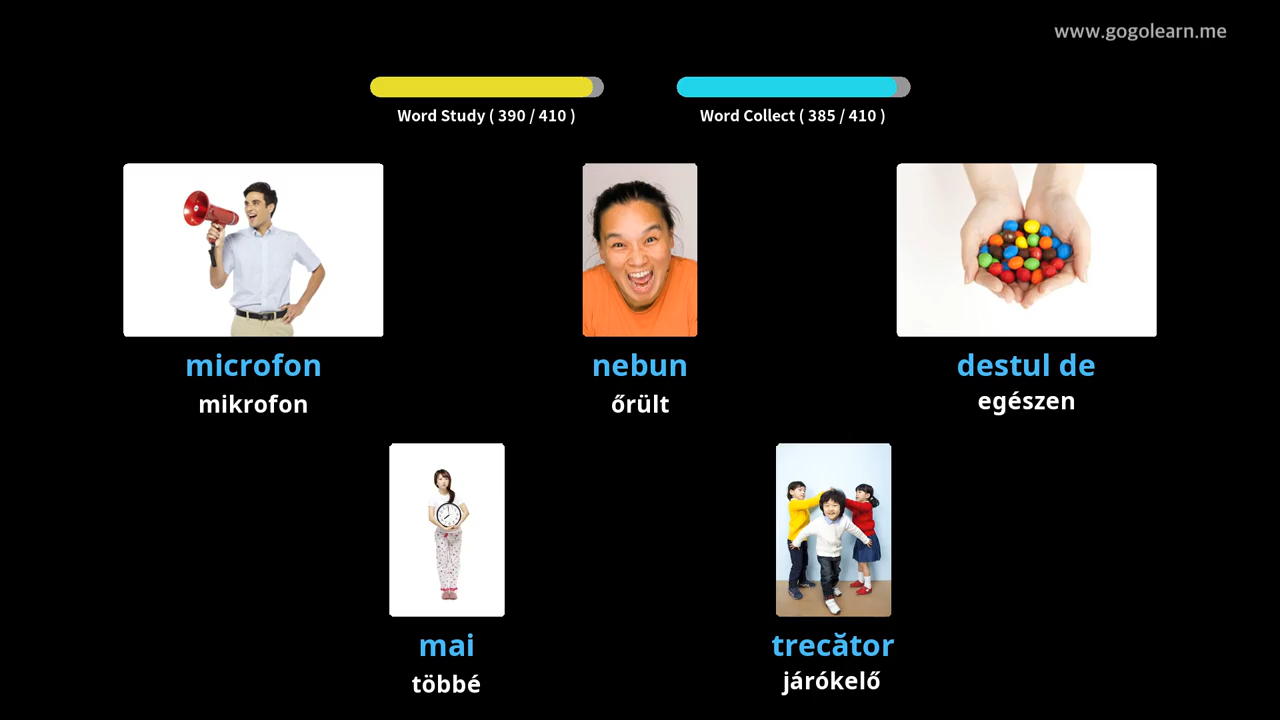 www.gogolearn.me
Word Study ( 390 / 410 )
Word Collect ( 385 / 410 )
microfon
mikrofon
nebun
őrült
destul de
egészen
mai
többé
trecător
járókelő